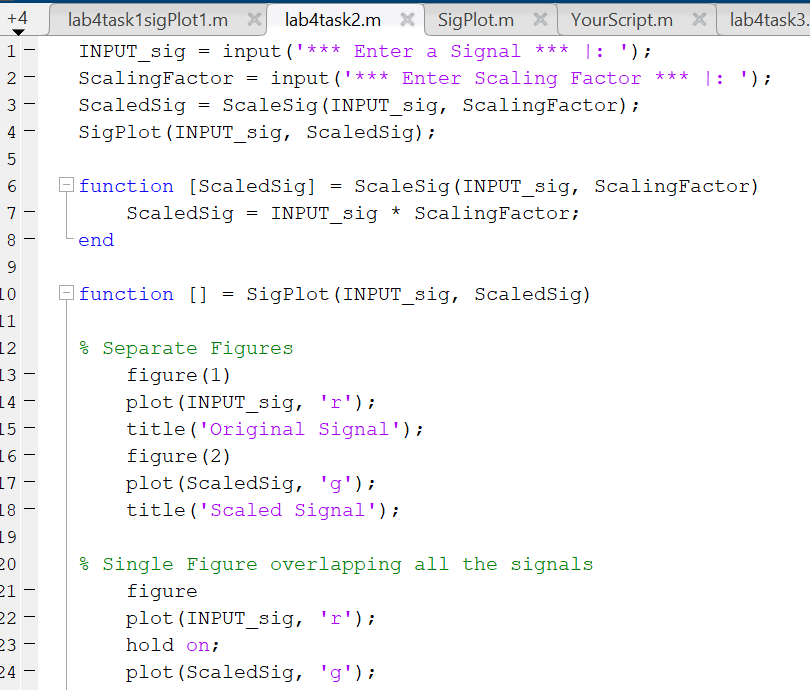 +4 lab4task1sigPlot1.m × lab4task2.m × SigPlot.m × YourScript.m × lab4task3.
1 – INPUT_sig = input('*** Enter a Signal *** |: ');
2 – ScalingFactor = input('*** Enter Scaling Factor *** |: ');
3 – ScaledSig = ScaleSig(INPUT_sig, ScalingFactor);
4 – SigPlot(INPUT_sig, ScaledSig);
5
6 function [ScaledSig] = ScaleSig(INPUT_sig, ScalingFactor)
7 – ScaledSig = INPUT_sig * ScalingFactor;
8 – end
9
10 function [] = SigPlot(INPUT_sig, ScaledSig)
11
12 % Separate Figures
13 – figure(1)
14 – plot(INPUT_sig, 'r');
15 – title('Original Signal');
16 – figure(2)
17 – plot(ScaledSig, 'g');
18 – title('Scaled Signal');
19
20 % Single Figure overlapping all the signals
21 – figure
22 – plot(INPUT_sig, 'r');
23 – hold on;
24 – plot(ScaledSig, 'g');